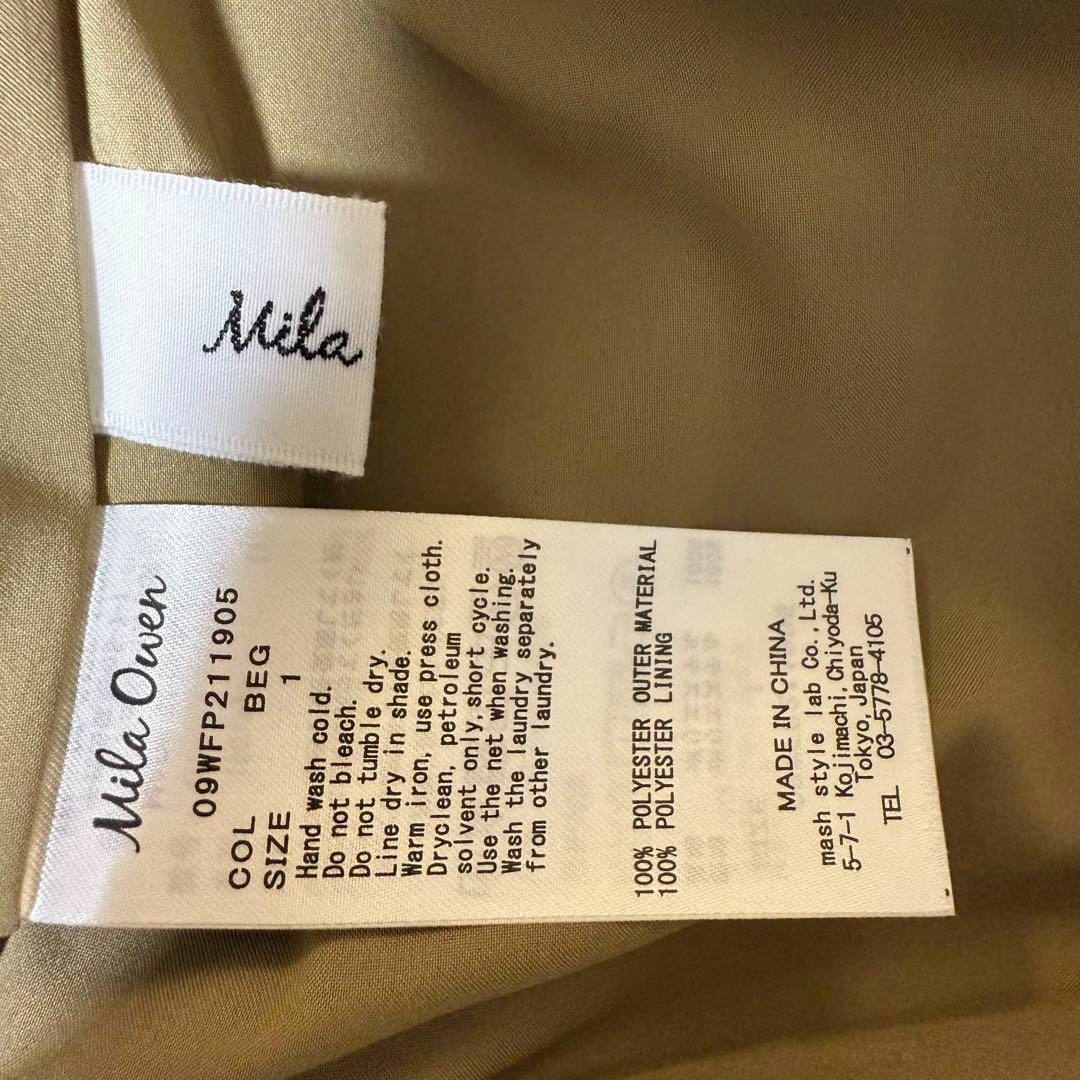 Mila
Mila Owen
09WFP211905
COL BEG
SIZE 1
Hand wash cold.
Do not bleach.
Do not tumble dry.
Line dry in shade.
Warm iron, use press cloth.
Dryclean, petroleum
solvent only, short cycle.
Use the net when washing.
Wash the laundry separately
from other laundry.
100% POLYESTER OUTER MATERIAL
100% POLYESTER LINING
MADE IN CHINA
mash style lab Co., Ltd.
5-7-1 Kojimachi, Chiyoda-Ku
Tokyo, Japan
TEL 03-5778-4105